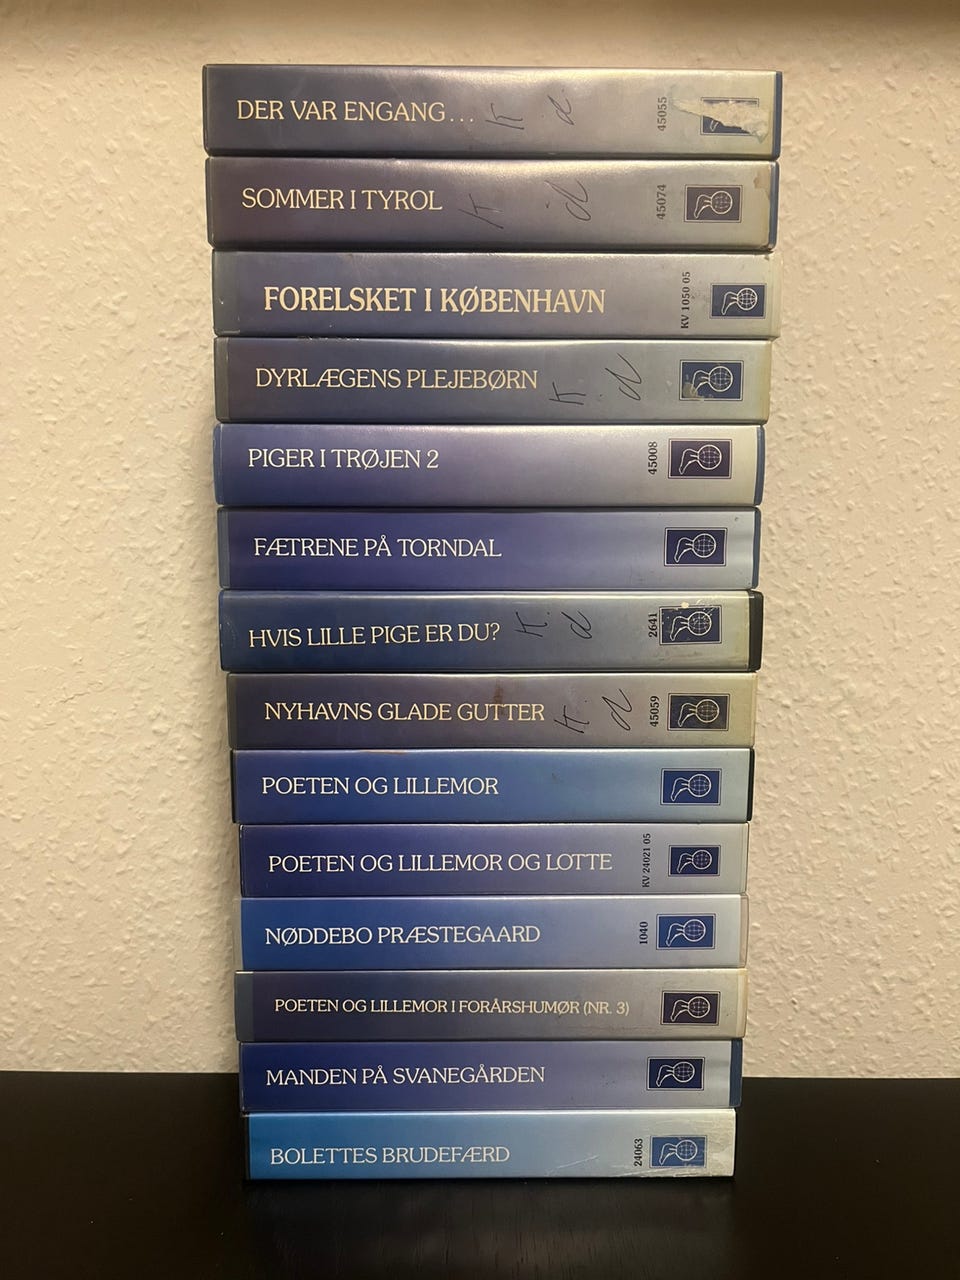 DER VAR ENGANG... K d. 45055
SOMMER I TYROL K d 45074
FORELSKET I KØBENHAVN KV 1050 05
DYRLÆGENS PLEJEBØRN K d
PIGER I TRØJEN 2 45008
FÆTRENE PÅ TORNDAL
HVIS LILLE PIGE ER DU? K d 2641
NYHAVNS GLADE GUTTER K d 45059
POETEN OG LILLEMOR
POETEN OG LILLEMOR OG LOTTE KV 24021 05
NØDDEBO PRÆSTEGAARD 1040
POETEN OG LILLEMOR I FORÅRSHUMØR (NR. 3)
MANDEN PÅ SVANEGÅRDEN
BOLETTES BRUDEFÆRD 24063